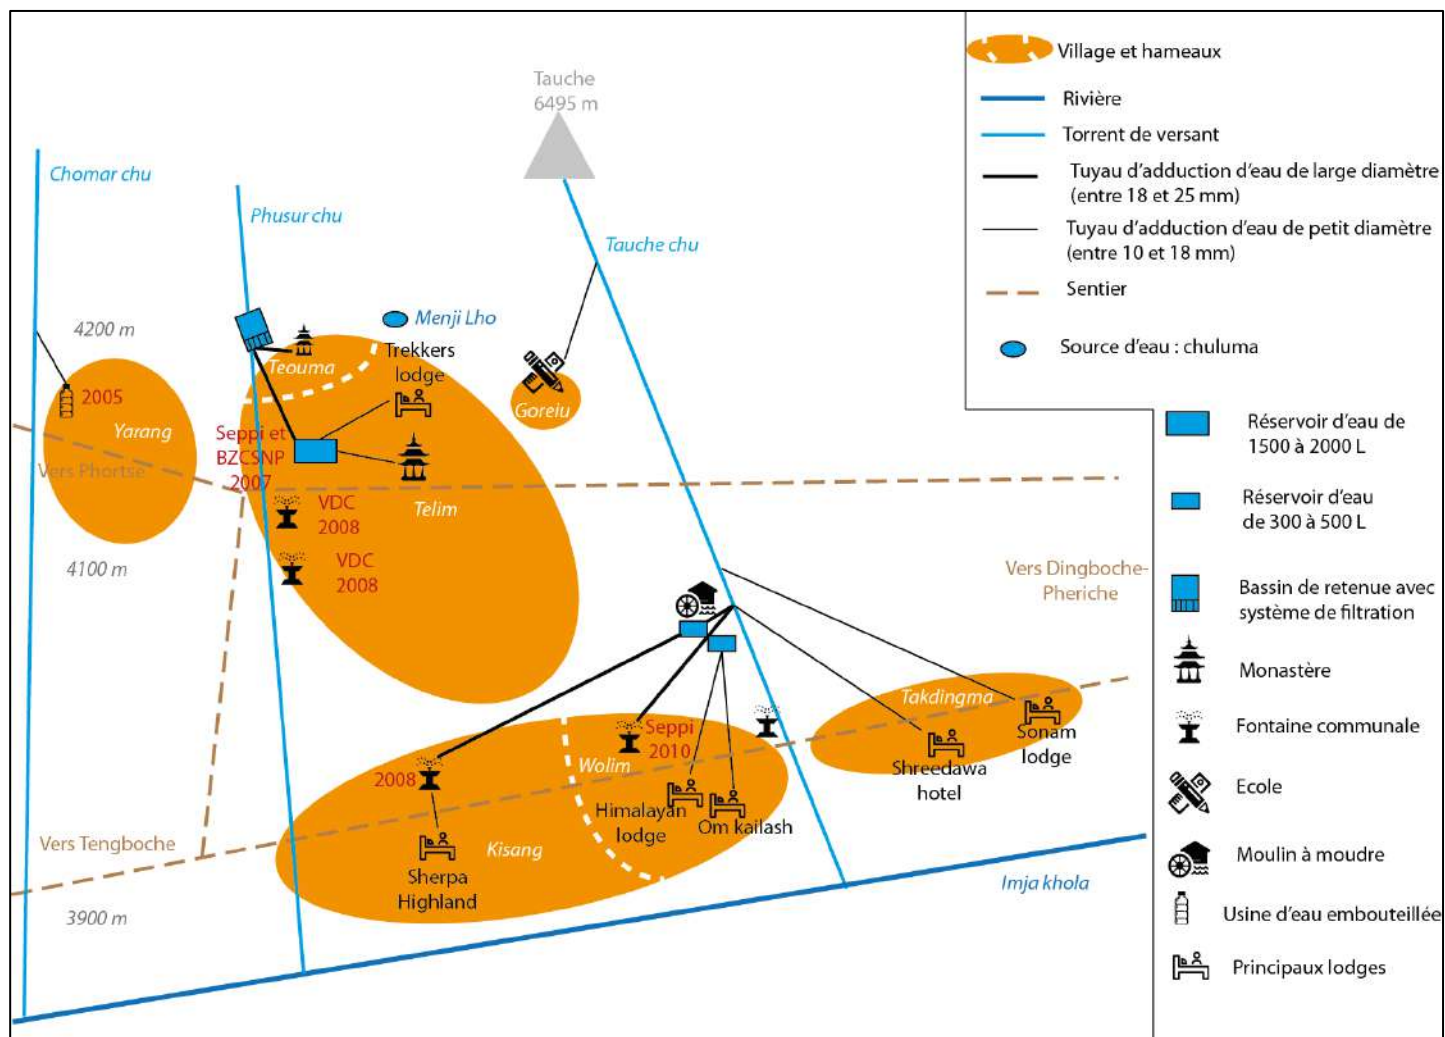 Tauche
6495 m
Chomar chu
Phusur chu
Tauche chu
4200 m
Menji Lho
Teouma
Trekkers
lodge
2005
Yarang
Goreiu
Seppi et
BZCSNP
2007
Vers Phortse
VDC
2008
Telim
VDC
2008
4100 m
Vers Dingboche-
Pheriche
Takdingma
Sonam
lodge
Shreedawa
hotel
Seppi
2010
Wolim
2008
Himalayan
lodge
Om kailash
Vers Tengboche
Kisang
Sherpa
Highland
Imja khola
3900 m
Village et hameaux
Rivière
Torrent de versant
Tuyau d'adduction d'eau de large diamètre
(entre 18 et 25 mm)
Tuyau d'adduction d'eau de petit diamètre
(entre 10 et 18 mm)
Sentier
Source d'eau : chuluma
Réservoir d'eau de
1500 à 2000 L
Réservoir d'eau
de 300 à 500 L
Bassin de retenue avec
système de filtration
Monastère
Fontaine communale
Ecole
Moulin à moudre
Usine d'eau embouteillée
Principaux lodges